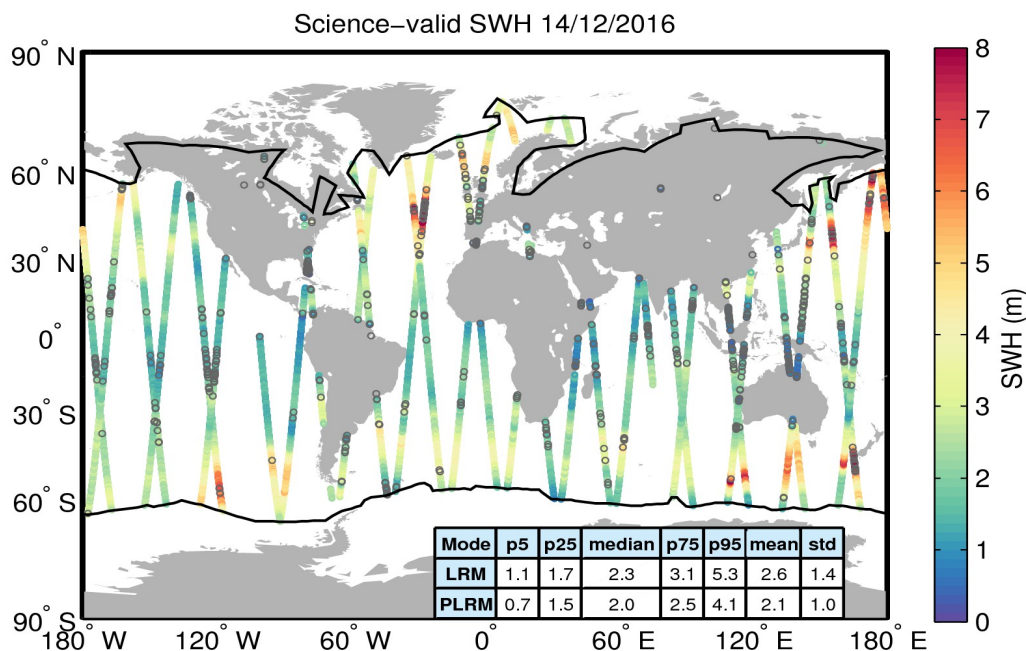 Science−valid SWH 14/12/2016
90° N
60° N
30° N
0°
30° S
60° S
90° S
180° W
120° W
60° W
0°
60° E
120° E
180° E
Mode p5 p25 median p75 p95 mean std
LRM 1.1 1.7 2.3 3.1 5.3 2.6 1.4
PLRM 0.7 1.5 2.0 2.5 4.1 2.1 1.0
8
7
6
5
4
3
2
1
0
SWH (m)